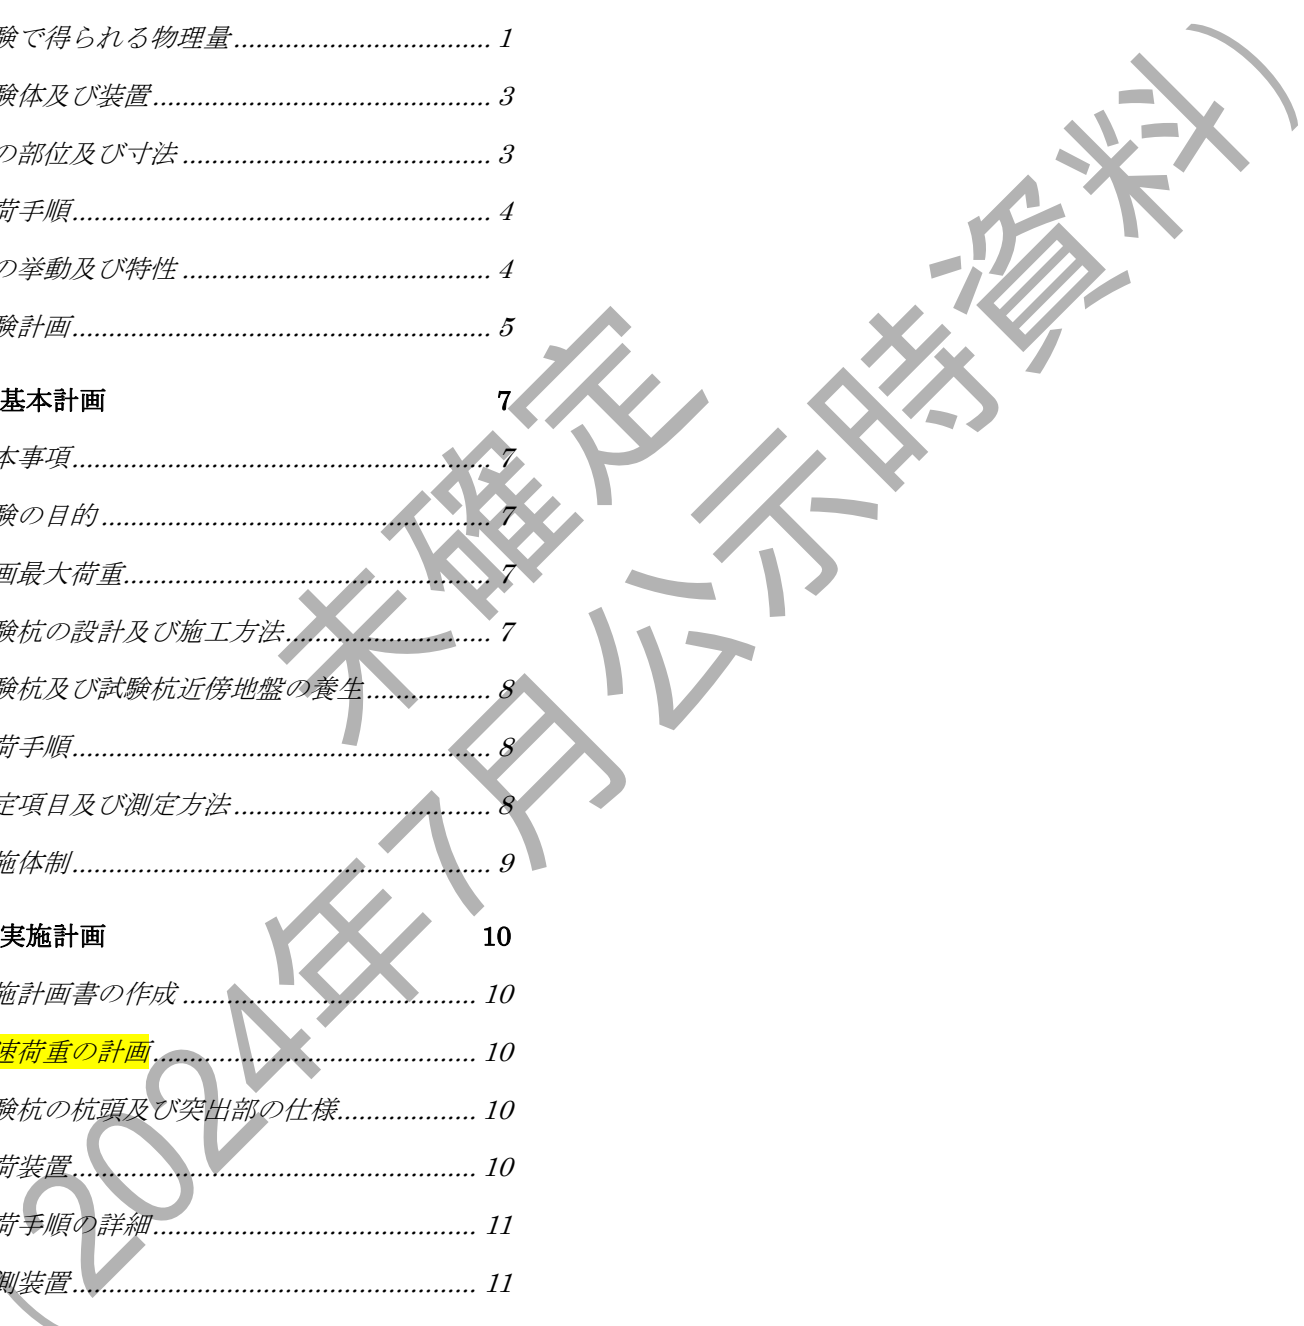 験で得られる物理量................................... 1
験体及び装置.............................................. 3
の部位及び寸法.......................................... 3
荷手順......................................................... 4
の挙動及び特性.......................................... 4
験計画......................................................... 5
基本計画 7
本事項......................................................... 7
験の目的..................................................... 7
画最大荷重.................................................. 7
験杭の設計及び施工方法............................ 7
験杭及び試験杭近傍地盤の養生................. 8
荷手順......................................................... 8
定項目及び測定方法................................... 8
施体制......................................................... 9
実施計画 10
施計画書の作成........................................ 10
速荷重の計画............................................ 10
験杭の杭頭及び突出部の仕様................... 10
荷装置....................................................... 10
荷手順の詳細............................................ 11
測装置....................................................... 11
未確定
(2024年7月公示時資料)